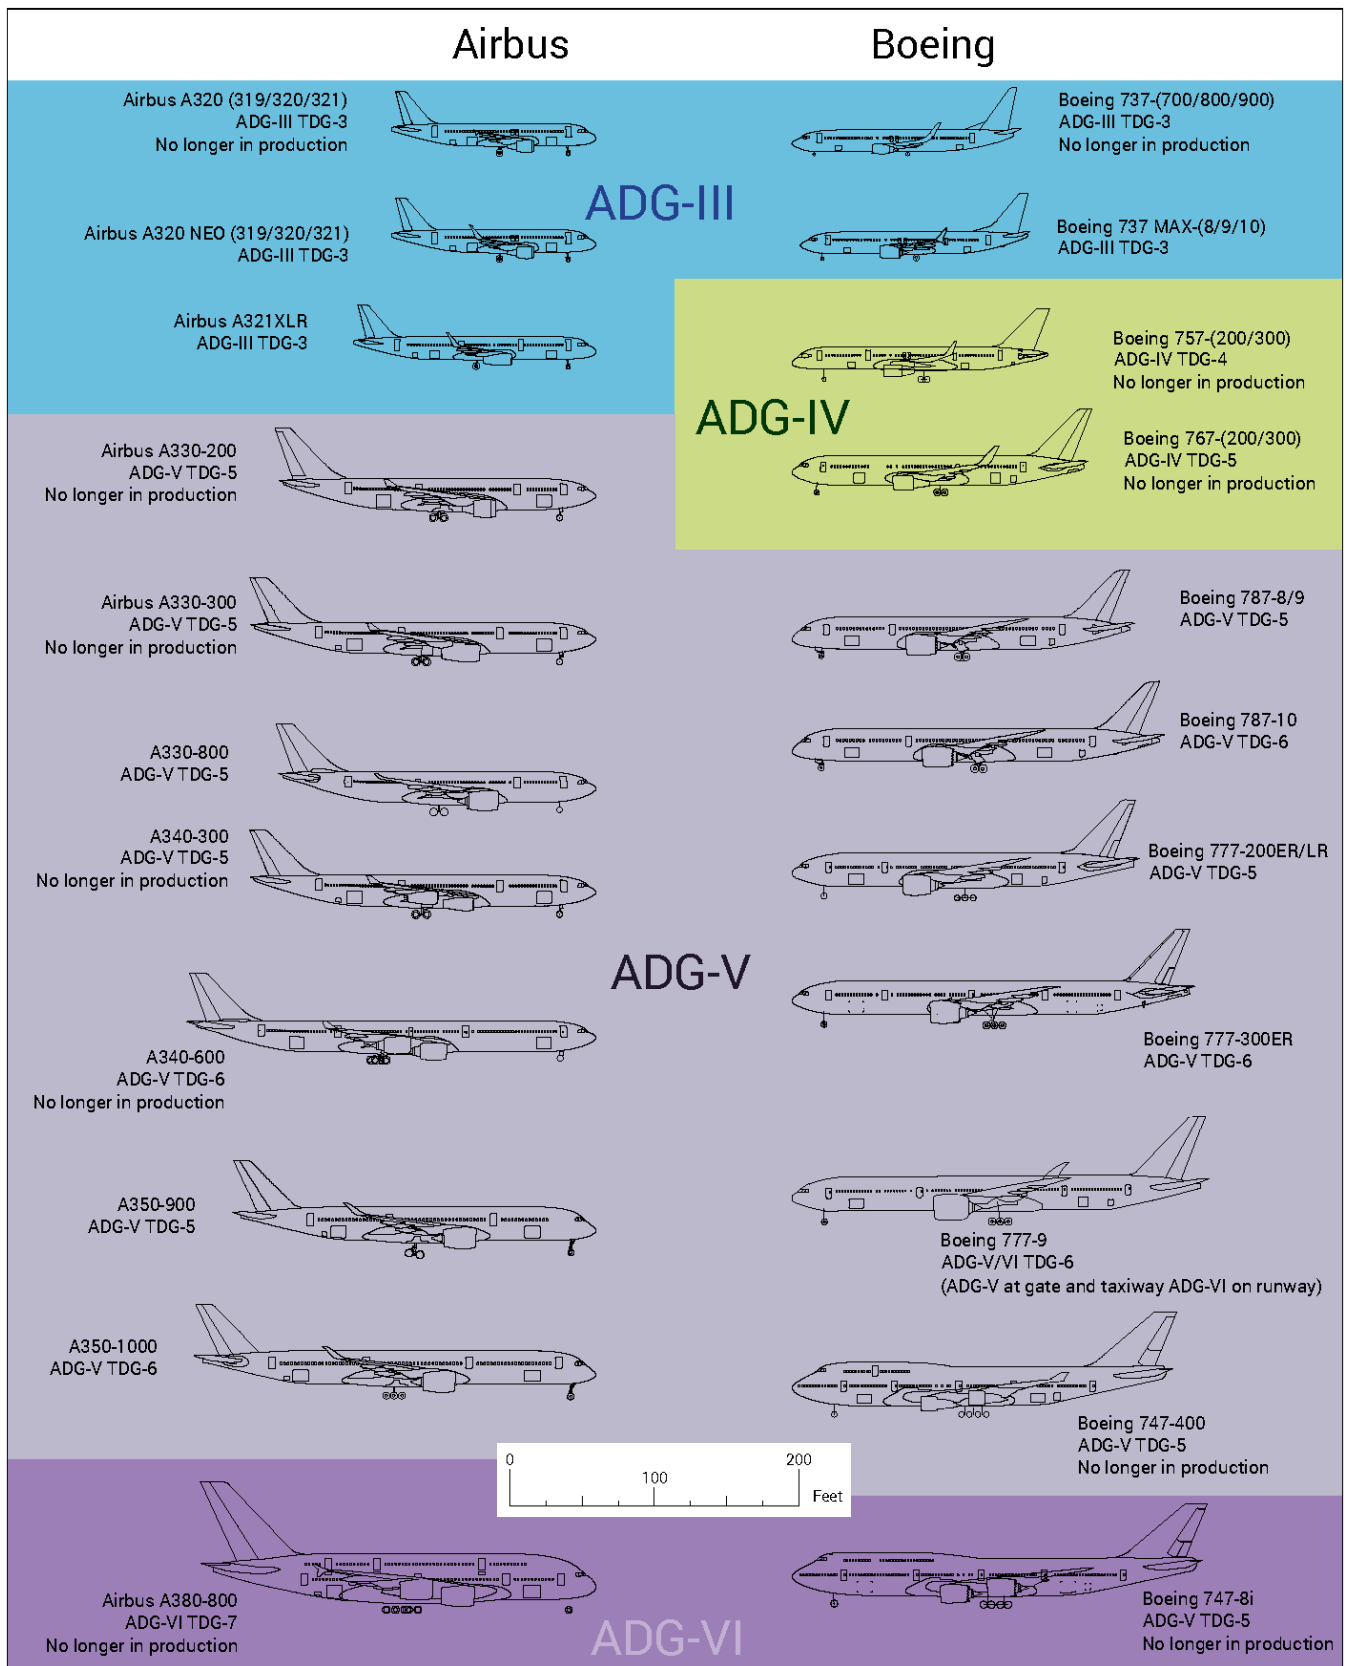 Airbus
Boeing
Airbus A320 (319/320/321)
ADG-III TDG-3
No longer in production
Boeing 737-(700/800/900)
ADG-III TDG-3
No longer in production
ADG-III
Airbus A320 NEO (319/320/321)
ADG-III TDG-3
Boeing 737 MAX-(8/9/10)
ADG-III TDG-3
Airbus A321XLR
ADG-III TDG-3
Boeing 757-(200/300)
ADG-IV TDG-4
No longer in production
ADG-IV
Airbus A330-200
ADG-V TDG-5
No longer in production
Boeing 767-(200/300)
ADG-IV TDG-5
No longer in production
Airbus A330-300
ADG-V TDG-5
No longer in production
Boeing 787-8/9
ADG-V TDG-5
A330-800
ADG-V TDG-5
Boeing 787-10
ADG-V TDG-6
A340-300
ADG-V TDG-5
No longer in production
Boeing 777-200ER/LR
ADG-V TDG-5
ADG-V
A340-600
ADG-V TDG-6
No longer in production
Boeing 777-300ER
ADG-V TDG-6
A350-900
ADG-V TDG-5
Boeing 777-9
ADG-V/VI TDG-6
(ADG-V at gate and taxiway ADG-VI on runway)
A350-1000
ADG-V TDG-6
Boeing 747-400
ADG-V TDG-5
No longer in production
0
100
200
Feet
Airbus A380-800
ADG-VI TDG-7
No longer in production
Boeing 747-8i
ADG-V TDG-5
No longer in production
ADG-VI